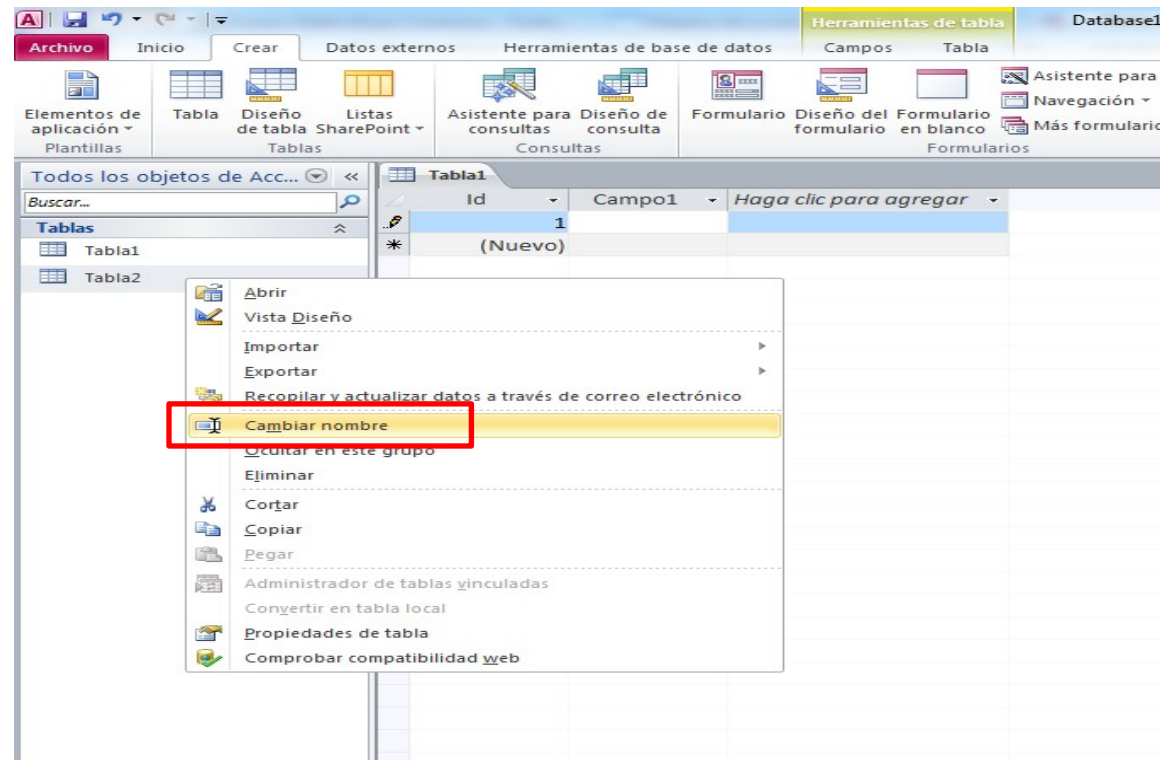 Herramientas de tabla
Database1
Archivo Inicio Crear Datos externos Herramientas de base de datos Campos Tabla
Elementos de aplicación
Tabla
Diseño de tabla
Listas SharePoint
Asistente para consultas
Diseño de consulta
Formulario
Diseño del formulario
Formulario en blanco
Asistente para
Navegación
Más formulario
Plantillas Tablas Consultas Formularios
Todos los objetos de Acc...
Buscar...
Tablas
Tabla1
Tabla2
Tabla1
Id Campo1 Haga clic para agregar
1
(Nuevo)
Abrir
Vista Diseño
Importar
Exportar
Recopilar y actualizar datos a través de correo electrónico
Cambiar nombre
Ocultar en este grupo
Eliminar
Cortar
Copiar
Pegar
Administrador de tablas vinculadas
Convertir en tabla local
Propiedades de tabla
Comprobar compatibilidad web